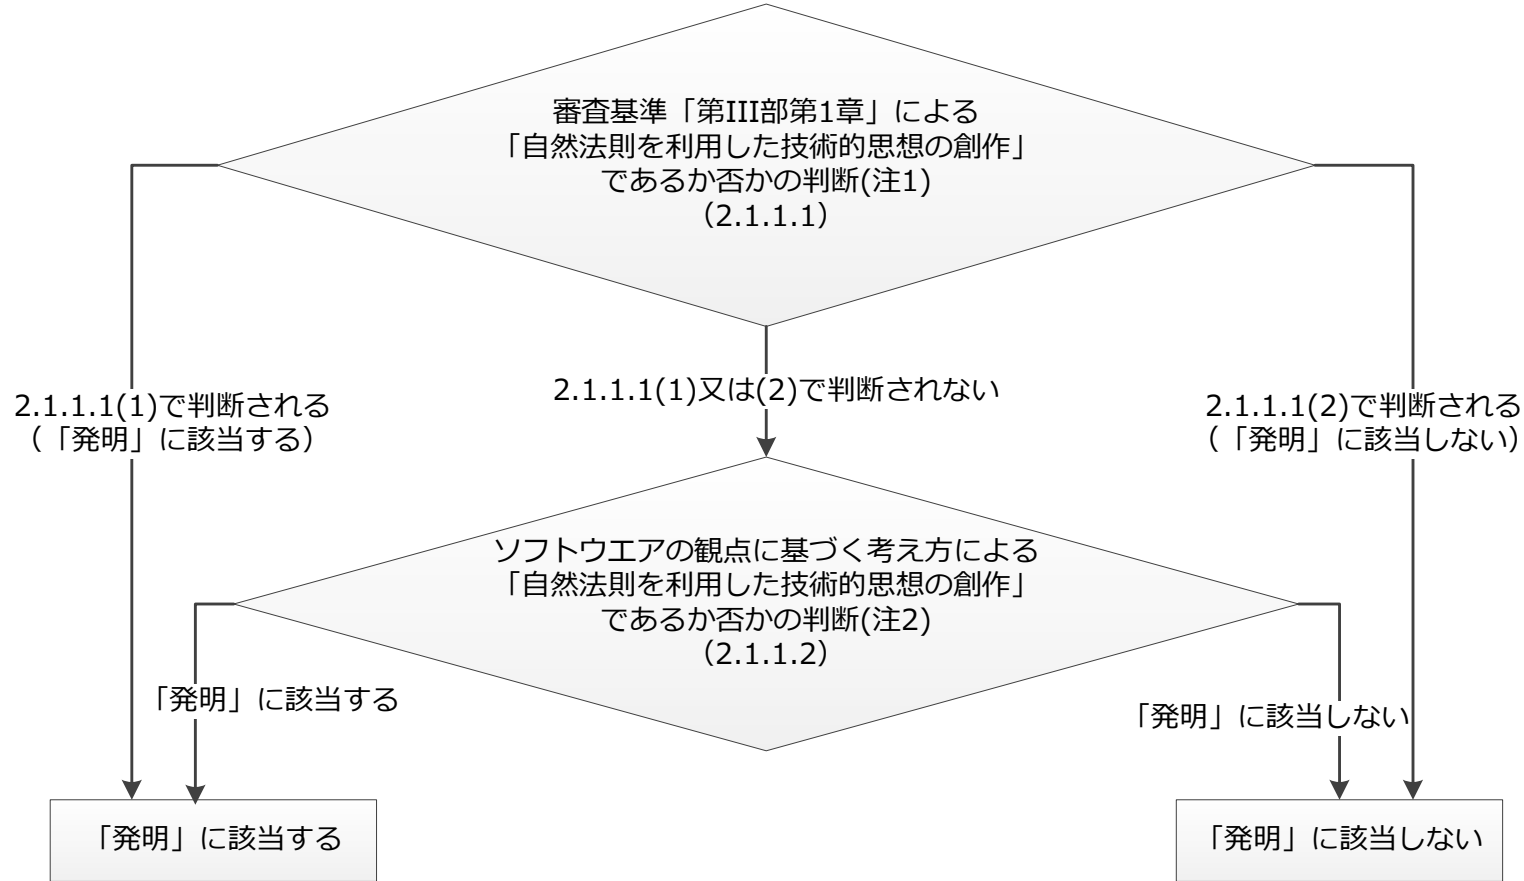 審査基準「第III部第1章」による
「自然法則を利用した技術的思想の創作」
であるか否かの判断(注1)
（2.1.1.1）
2.1.1.1(1)で判断される
（「発明」に該当する）
2.1.1.1(1)又は(2)で判断されない
2.1.1.1(2)で判断される
（「発明」に該当しない）
ソフトウエアの観点に基づく考え方による
「自然法則を利用した技術的思想の創作」
であるか否かの判断(注2)
（2.1.1.2）
「発明」に該当する
「発明」に該当しない
「発明」に該当する
「発明」に該当しない